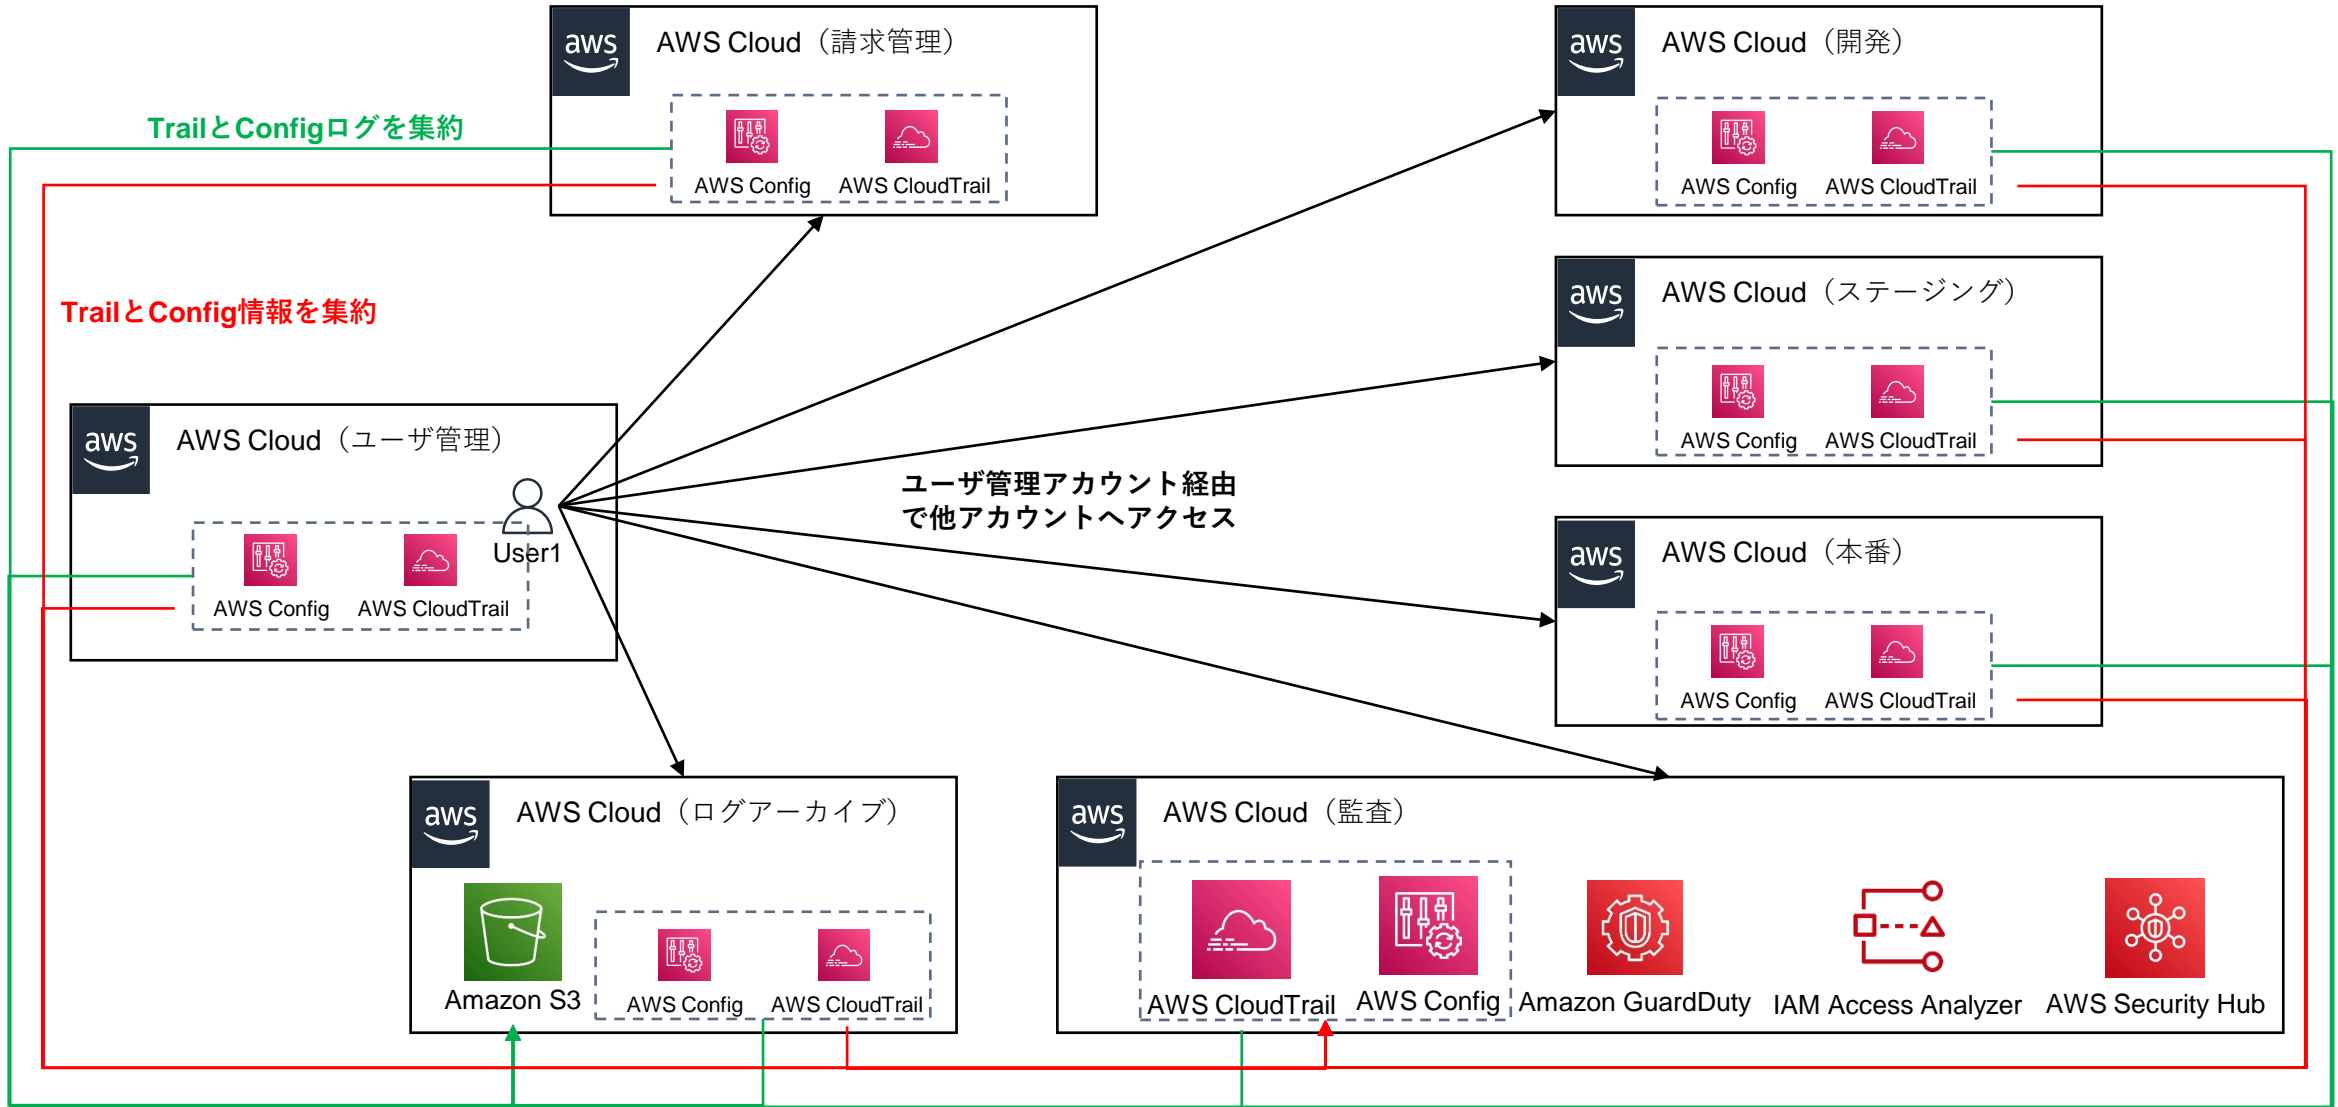 aws
AWS Cloud（請求管理）
AWS Config
AWS CloudTrail
aws
AWS Cloud（開発）
AWS Config
AWS CloudTrail
TrailとConfigログを集約
TrailとConfig情報を集約
aws
AWS Cloud（ステージング）
AWS Config
AWS CloudTrail
aws
AWS Cloud（ユーザ管理）
User1
AWS Config
AWS CloudTrail
ユーザ管理アカウント経由
で他アカウントへアクセス
aws
AWS Cloud（本番）
AWS Config
AWS CloudTrail
aws
AWS Cloud（ログアーカイブ）
Amazon S3
AWS Config
AWS CloudTrail
aws
AWS Cloud（監査）
AWS CloudTrail
AWS Config
Amazon GuardDuty
IAM Access Analyzer
AWS Security Hub